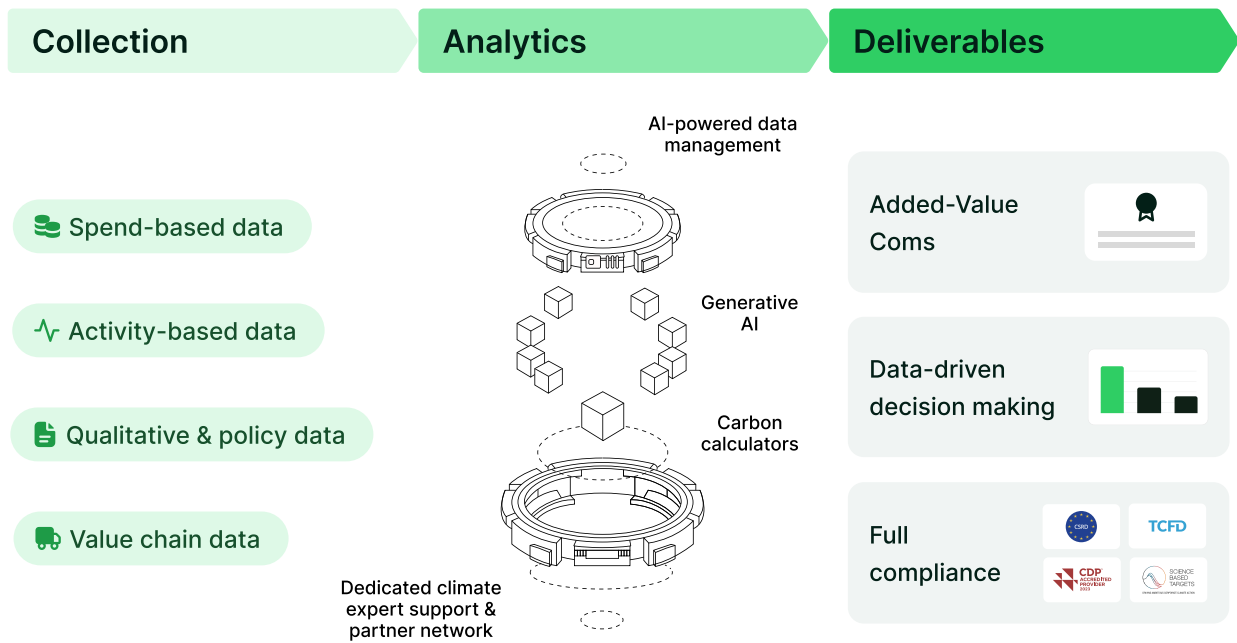 Collection
Analytics
Deliverables
Spend-based data
Activity-based data
Qualitative & policy data
Value chain data
AI-powered data
management
Generative
AI
Carbon
calculators
Dedicated climate
expert support &
partner network
Added-Value
Coms
Data-driven
decision making
Full
compliance
CSRD
TCFD
CDP
ACCREDITED
PROVIDER
2023
SCIENCE
BASED
TARGETS